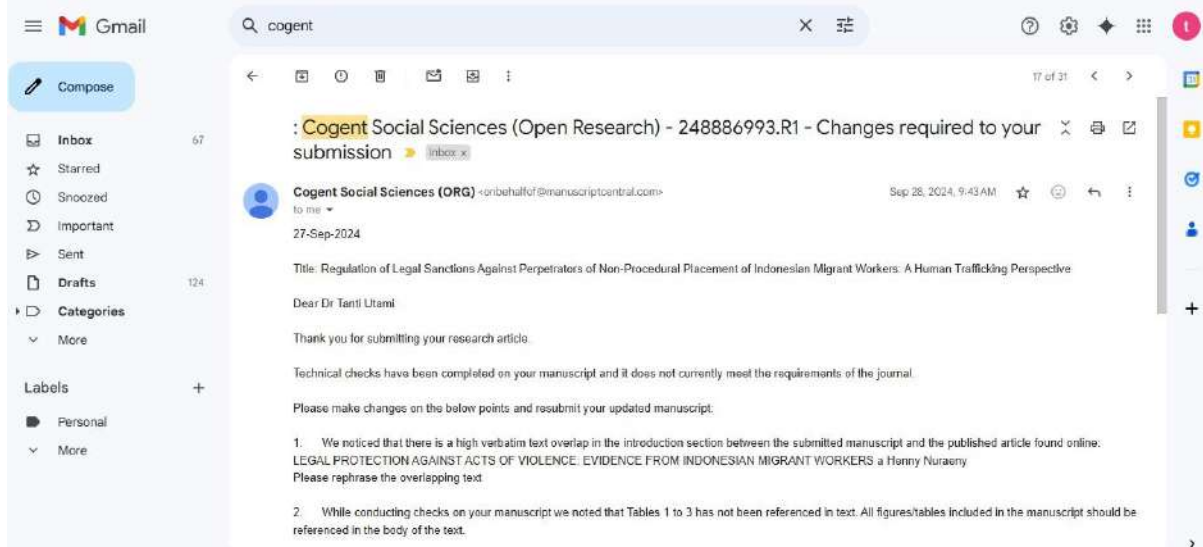 Gmail
cogent
Compose
17 of 31
Inbox 67
Starred
Snoozed
Important
Sent
Drafts 124
Categories
More
Labels
Personal
More
: Cogent Social Sciences (Open Research) - 248886993.R1 - Changes required to your
submission Inbox x
Cogent Social Sciences (ORG) <onbehalfof@manuscriptcentral.com> Sep 28, 2024, 9:43 AM
to me
27-Sep-2024
Title: Regulation of Legal Sanctions Against Perpetrators of Non-Procedural Placement of Indonesian Migrant Workers: A Human Trafficking Perspective
Dear Dr Tanti Utami
Thank you for submitting your research article.
Technical checks have been completed on your manuscript and it does not currently meet the requirements of the journal.
Please make changes on the below points and resubmit your updated manuscript:
1. We noticed that there is a high verbatim text overlap in the introduction section between the submitted manuscript and the published article found online:
LEGAL PROTECTION AGAINST ACTS OF VIOLENCE: EVIDENCE FROM INDONESIAN MIGRANT WORKERS a Henny Nuraeny
Please rephrase the overlapping text
2. While conducting checks on your manuscript we noted that Tables 1 to 3 has not been referenced in text. All figures/tables included in the manuscript should be
referenced in the body of the text.
t
31